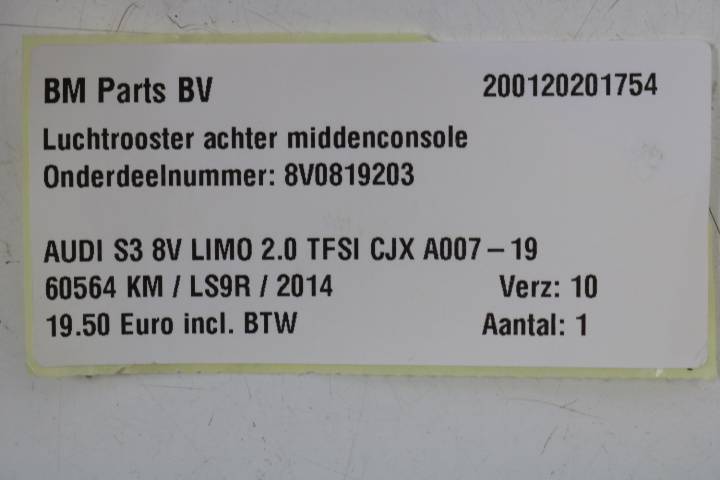 BM Parts BV 200120201754
Luchtrooster achter middenconsole
Onderdeelnummer: 8V0819203
AUDI S3 8V LIMO 2.0 TFSI CJX A007 – 19
60564 KM / LS9R / 2014 Verz: 10
19.50 Euro incl. BTW Aantal: 1